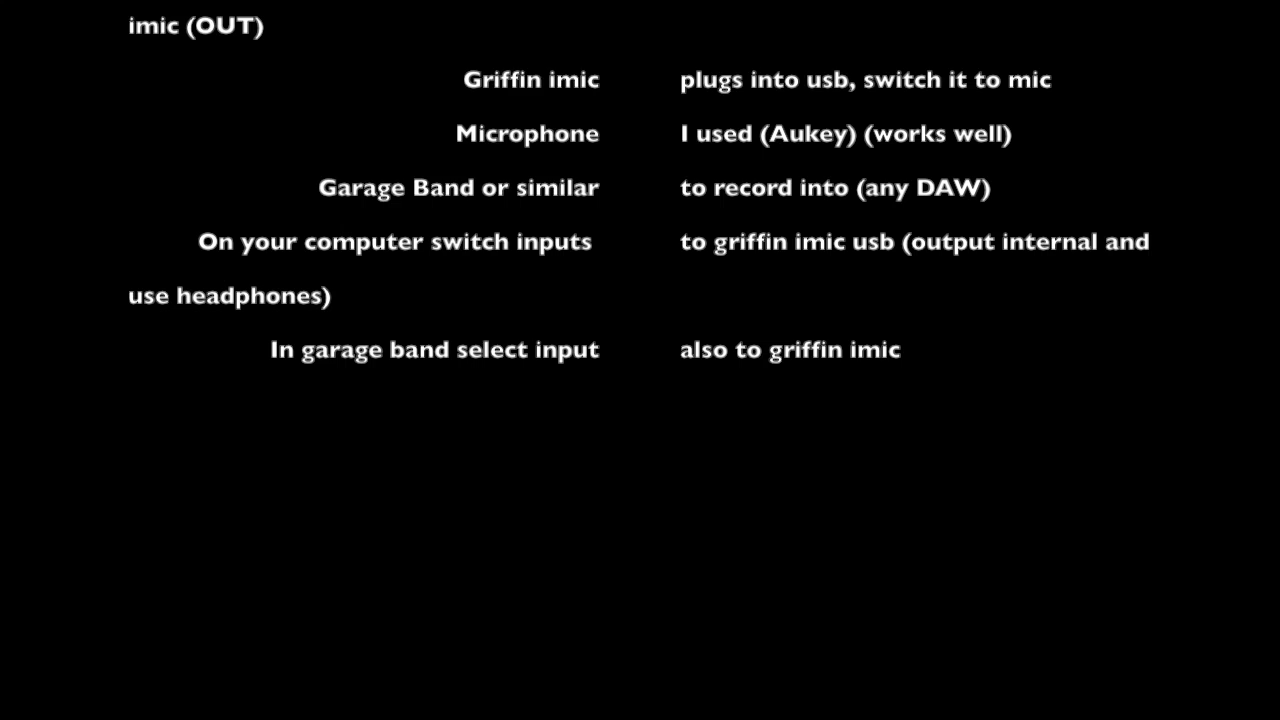 imic (OUT)
Griffin imic plugs into usb, switch it to mic
Microphone I used (Aukey) (works well)
Garage Band or similar to record into (any DAW)
On your computer switch inputs to griffin imic usb (output internal and
use headphones)
In garage band select input also to griffin imic